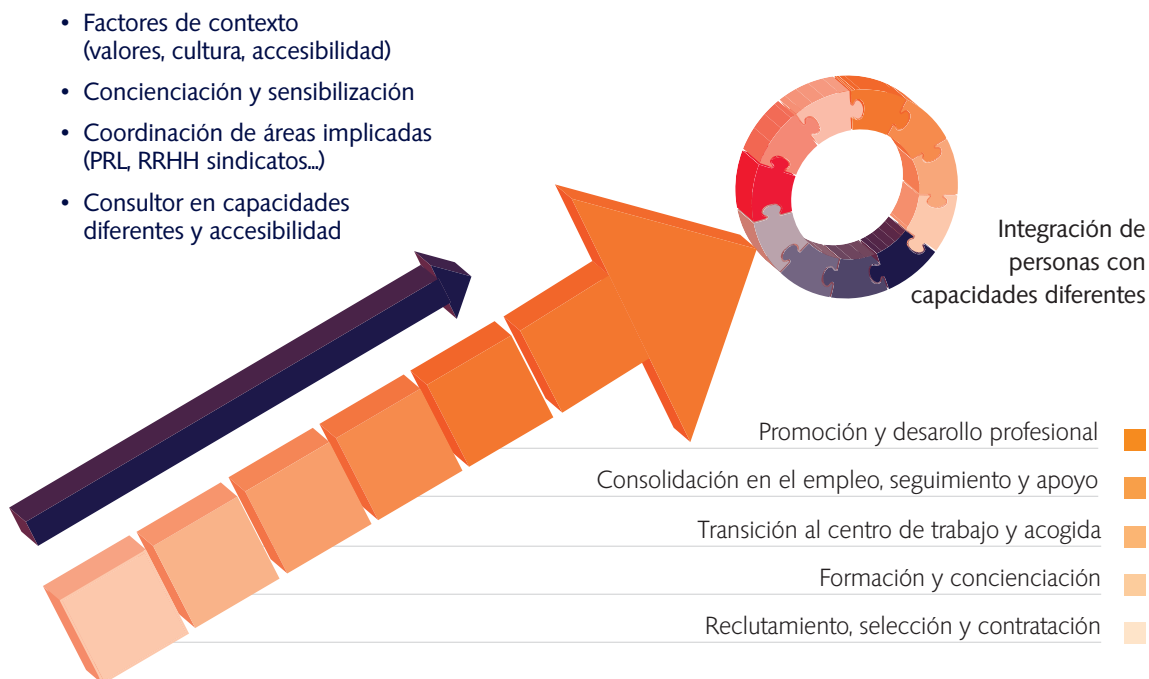 • Factores de contexto
(valores, cultura, accesibilidad)
• Concienciación y sensibilización
• Coordinación de áreas implicadas
(PRL, RRHH sindicatos...)
• Consultor en capacidades
diferentes y accesibilidad
Integración de
personas con
capacidades diferentes
Promoción y desarollo profesional
Consolidación en el empleo, seguimiento y apoyo
Transición al centro de trabajo y acogida
Formación y concienciación
Reclutamiento, selección y contratación